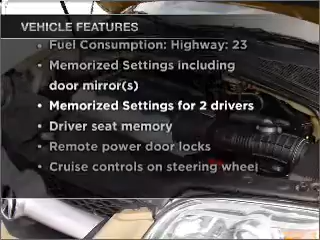 VEHICLE FEATURES
• Fuel Consumption: Highway: 23
• Memorized Settings including
door mirror(s)
• Memorized Settings for 2 drivers
• Driver seat memory
• Remote power door locks
• Cruise controls on steering wheel